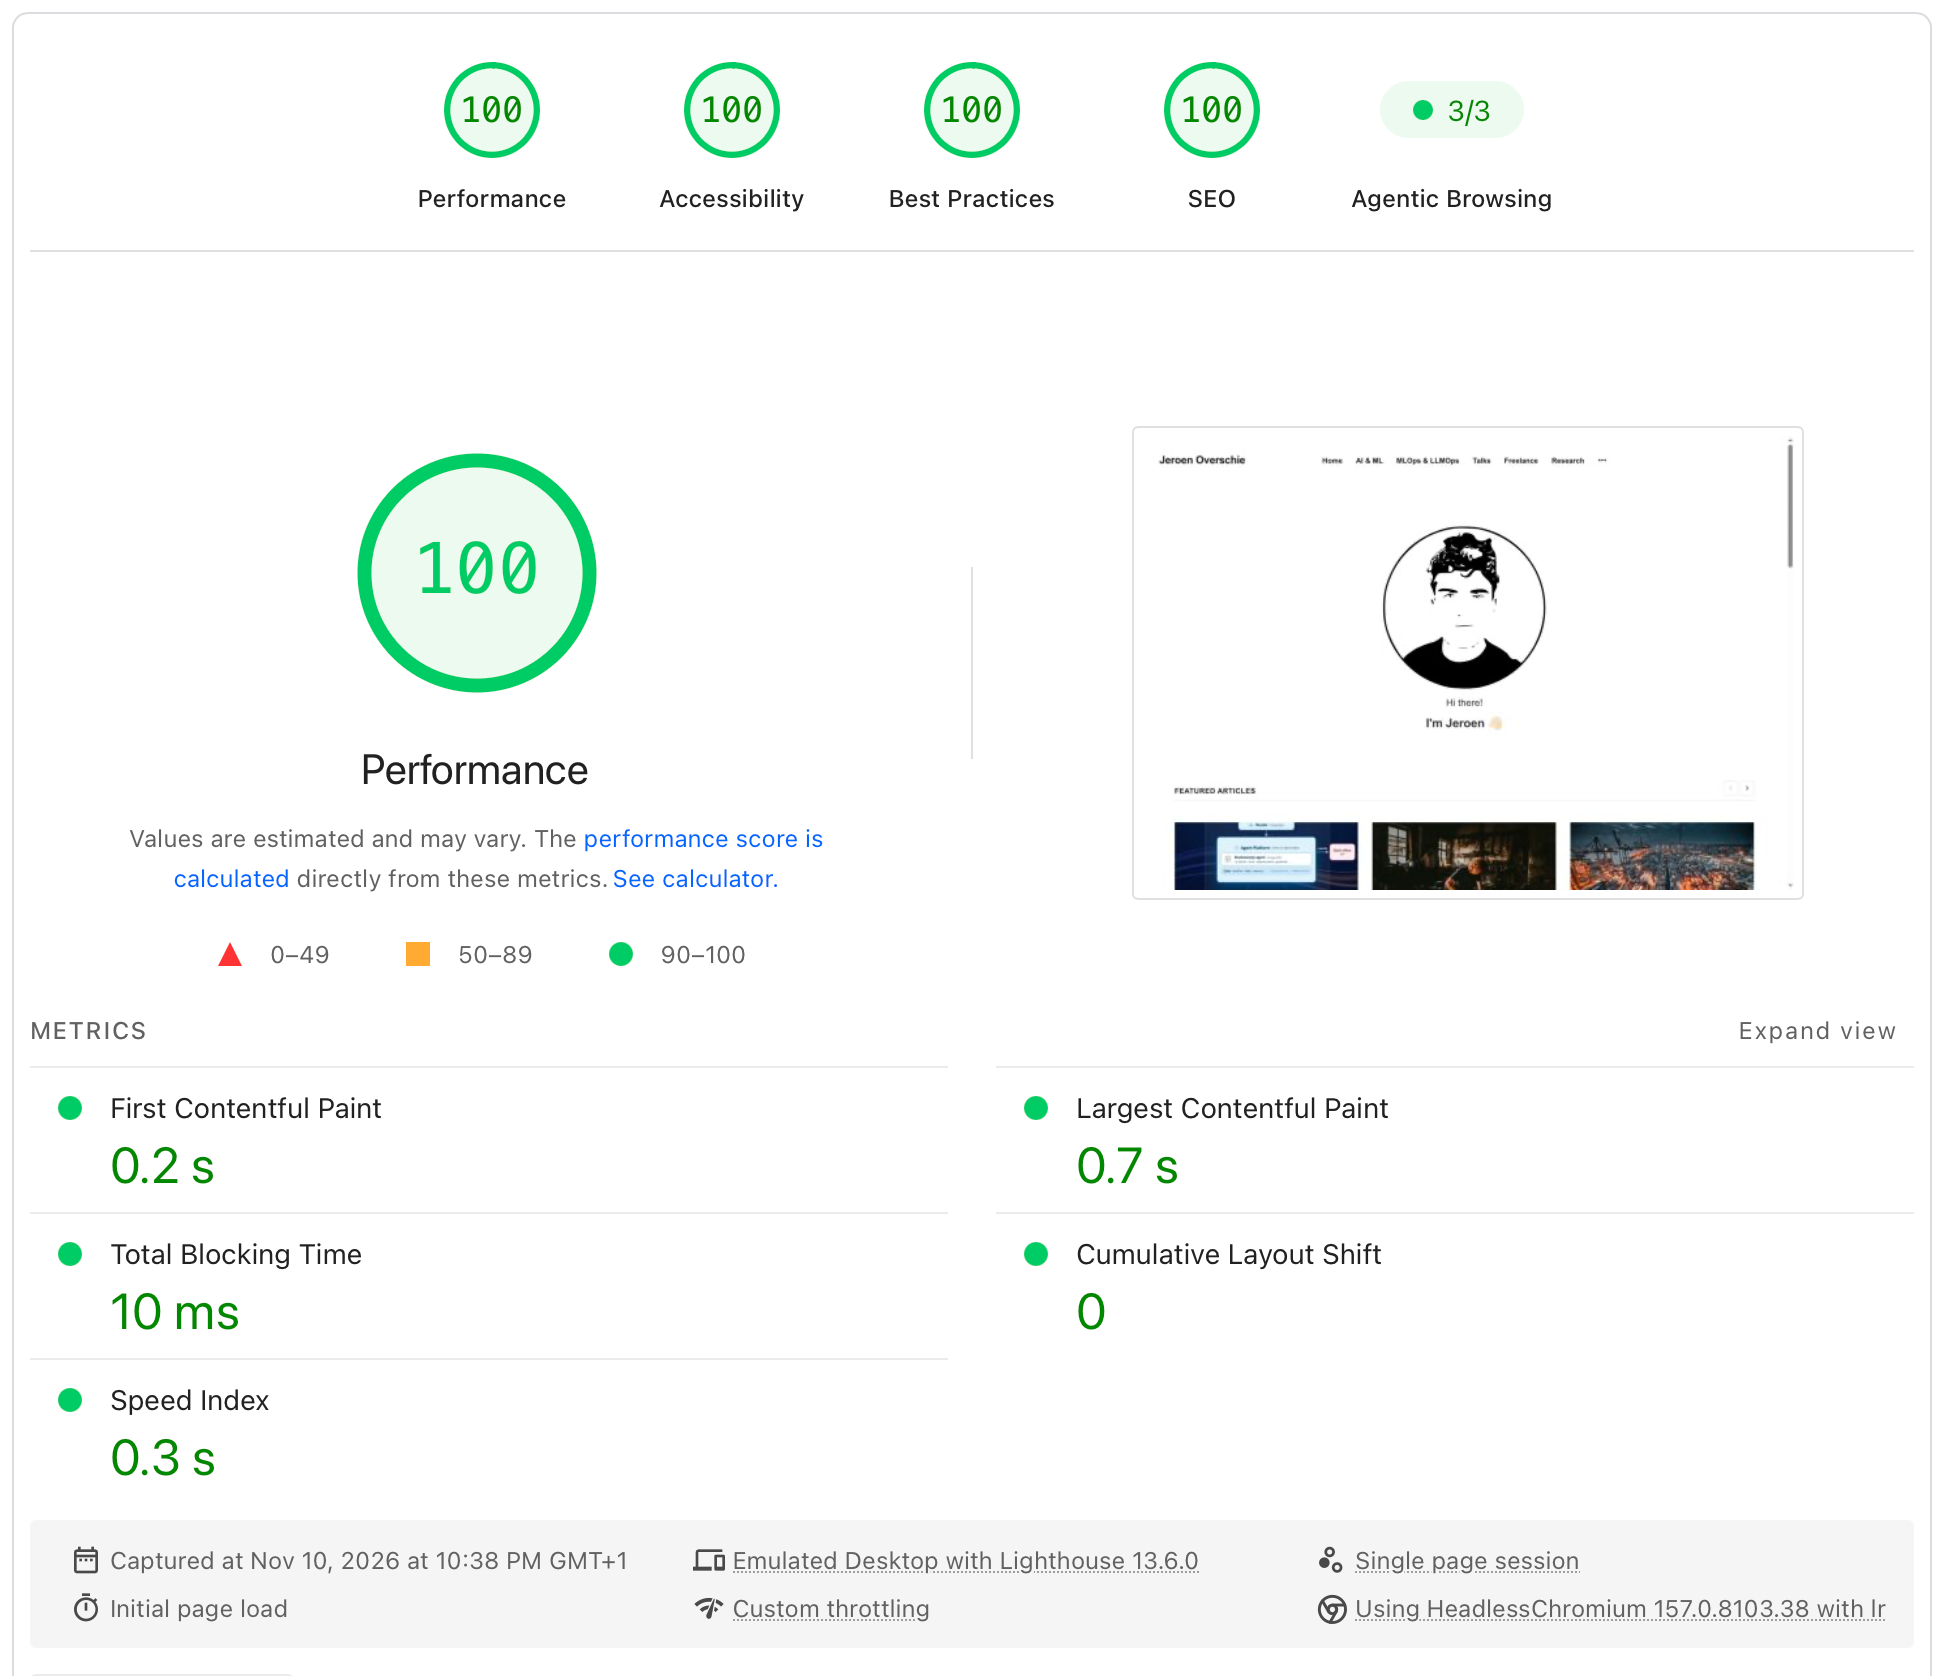 100 100 100 100 3/3
Performance Accessibility Best Practices SEO Agentic Browsing
100
Performance
Values are estimated and may vary. The performance score is
calculated directly from these metrics. See calculator.
0–49 50–89 90–100
Jeroen Overschie Home AI & ML MLOps & LLMOps Talks Freelance Research
Hi there!
I'm Jeroen
FEATURED ARTICLES
METRICS Expand view
First Contentful Paint
0.2 s
Largest Contentful Paint
0.7 s
Total Blocking Time
10 ms
Cumulative Layout Shift
0
Speed Index
0.3 s
Captured at Nov 10, 2026 at 10:38 PM GMT+1
Emulated Desktop with Lighthouse 13.6.0
Single page session
Initial page load
Custom throttling
Using HeadlessChromium 157.0.8103.38 with lr